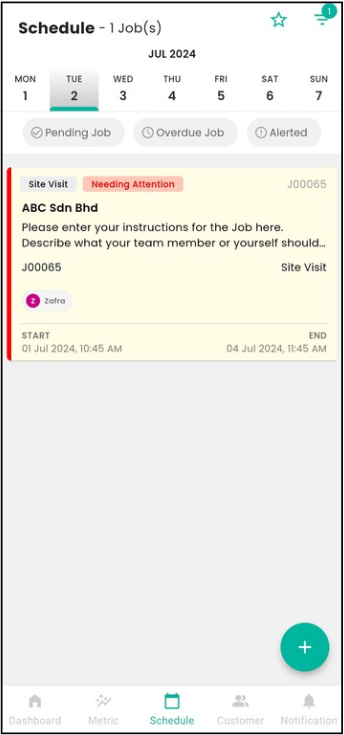 Schedule - 1 Job(s)
1
JUL 2024
MON TUE WED THU FRI SAT SUN
1 2 3 4 5 6 7
Pending Job Overdue Job Alerted
Site Visit Needing Attention J00065
ABC Sdn Bhd
Please enter your instructions for the Job here.
Describe what your team member or yourself should...
J00065 Site Visit
Z Zafra
START END
01 Jul 2024, 10:45 AM 04 Jul 2024, 11:45 AM
+
Dashboard Metric Schedule Customer Notification